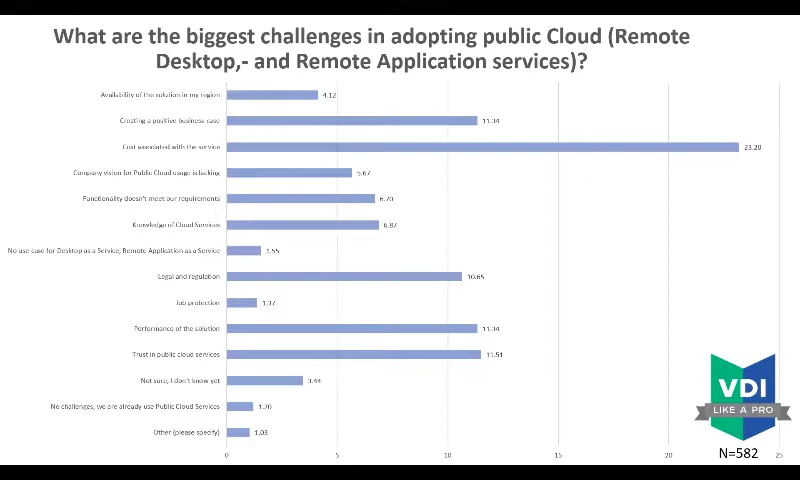 What are the biggest challenges in adopting public Cloud (Remote
Desktop,- and Remote Application services)?
Availability of the solution in my region 4.12
Creating a positive business case 11.34
Cost associated with the service 23.20
Company vision for Public Cloud usage is lacking 5.67
Functionality doesn't meet our requirements 6.70
Knowledge of Cloud Services 6.87
No use case for Desktop as a Service, Remote Application as a Service 1.55
Legal and regulation 10.65
Job protection 1.37
Performance of the solution 11.34
Trust in public cloud services 11.51
Not sure, I don't know yet 3.44
No challenges, we are already use Public Cloud Services 1.20
Other (please specify) 1.03
0 5 10 15 20 25
VDI
LIKE A PRO
N=582